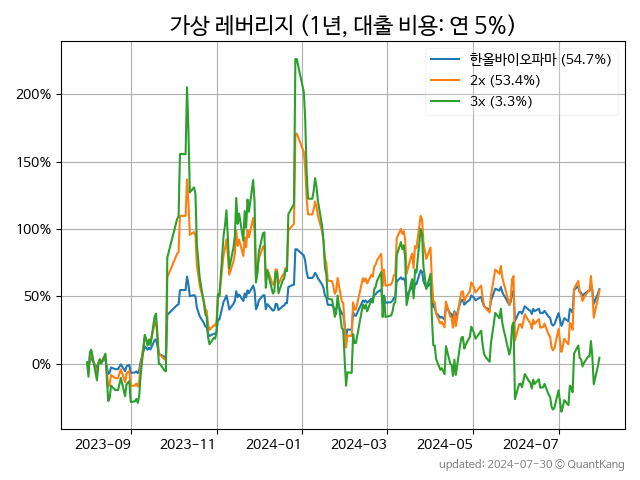 가상 레버리지 (1년, 대출 비용: 연 5%)
한올바이오파마 (54.7%)
2x (53.4%)
3x (3.3%)
200%
150%
100%
50%
0%
2023-09 2023-11 2024-01 2024-03 2024-05 2024-07
updated: 2024-07-30 © QuantKang